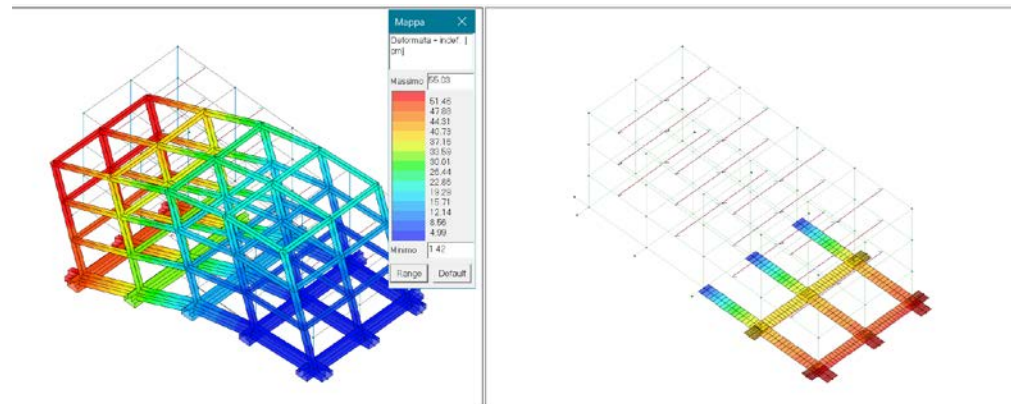 Mappa
Deformata + indef. [
cm]
Massimo 55.03
51.46
47.88
44.31
40.73
37.16
33.59
30.01
26.44
22.86
19.29
15.71
12.14
8.56
4.99
Minimo 1.42
Range Default